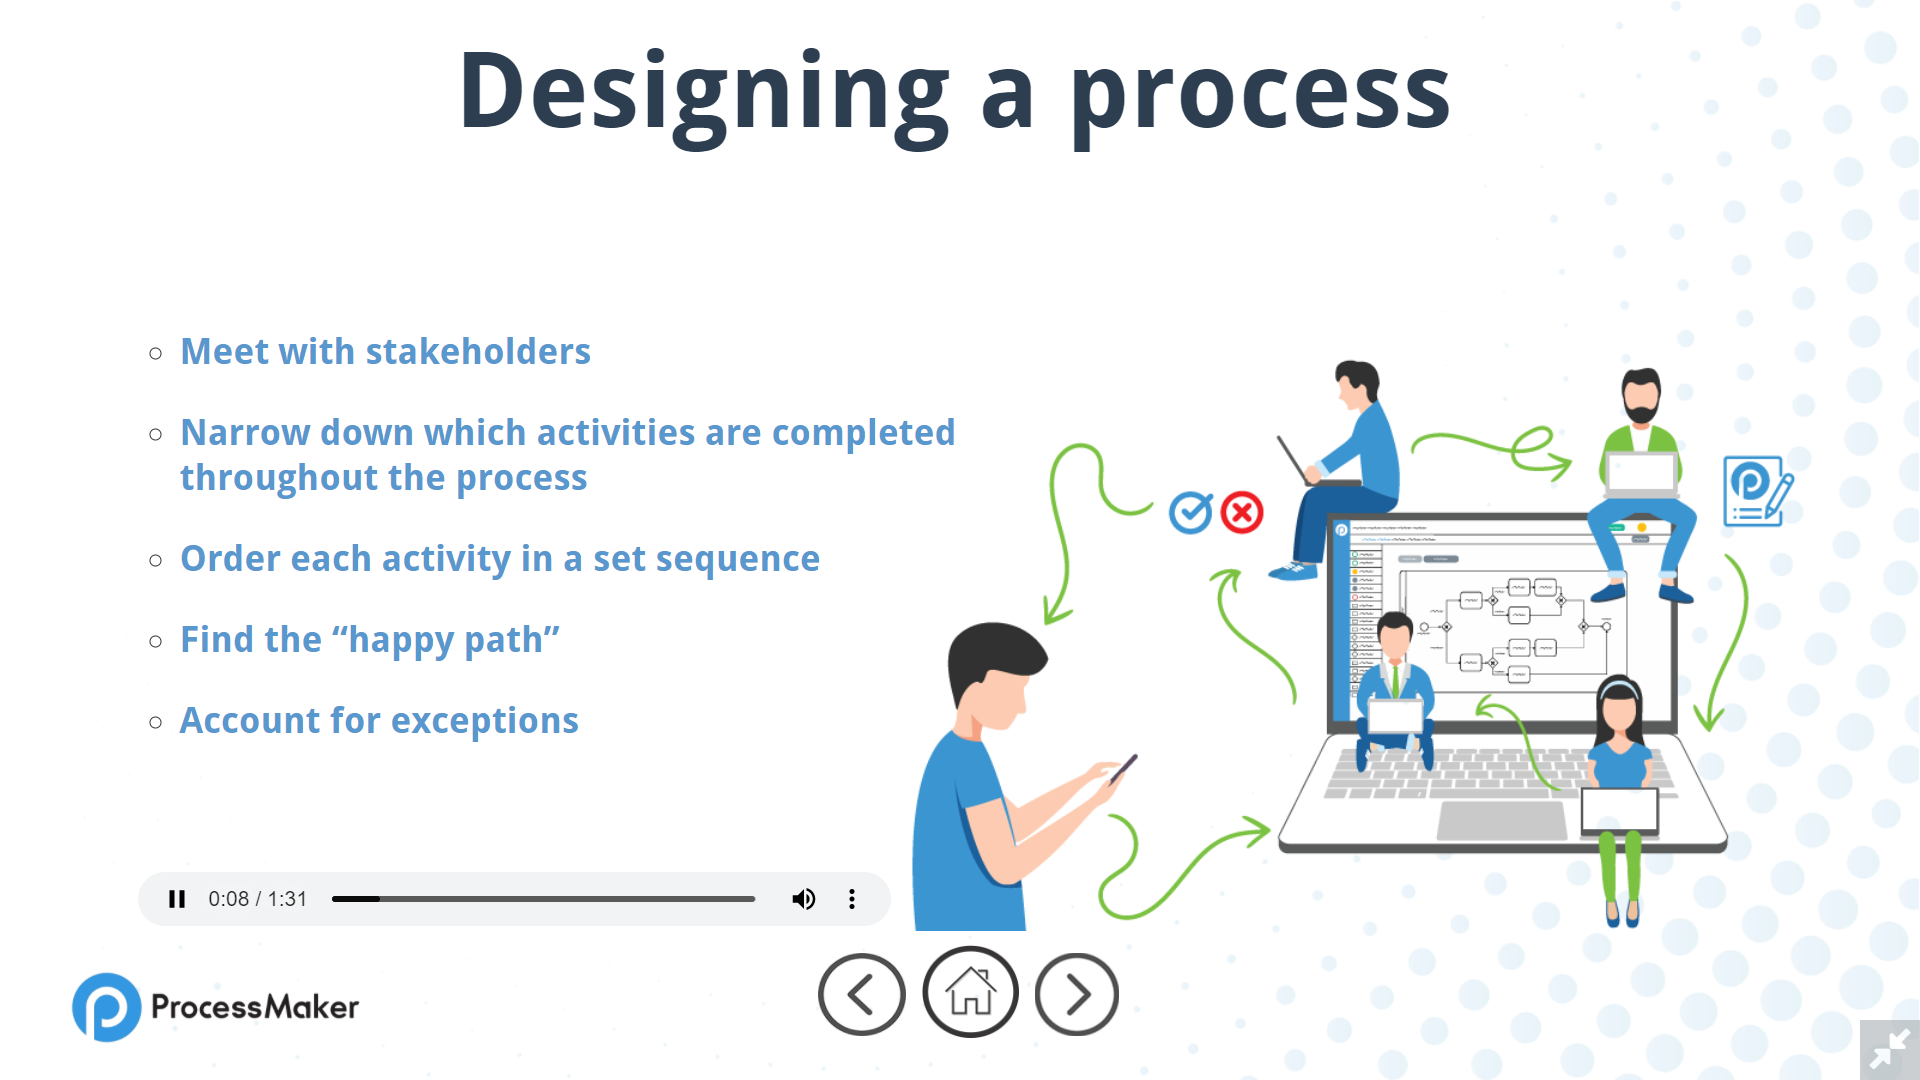 Designing a process
Meet with stakeholders
Narrow down which activities are completed
throughout the process
Order each activity in a set sequence
Find the “happy path”
Account for exceptions
0:08 / 1:31
ProcessMaker